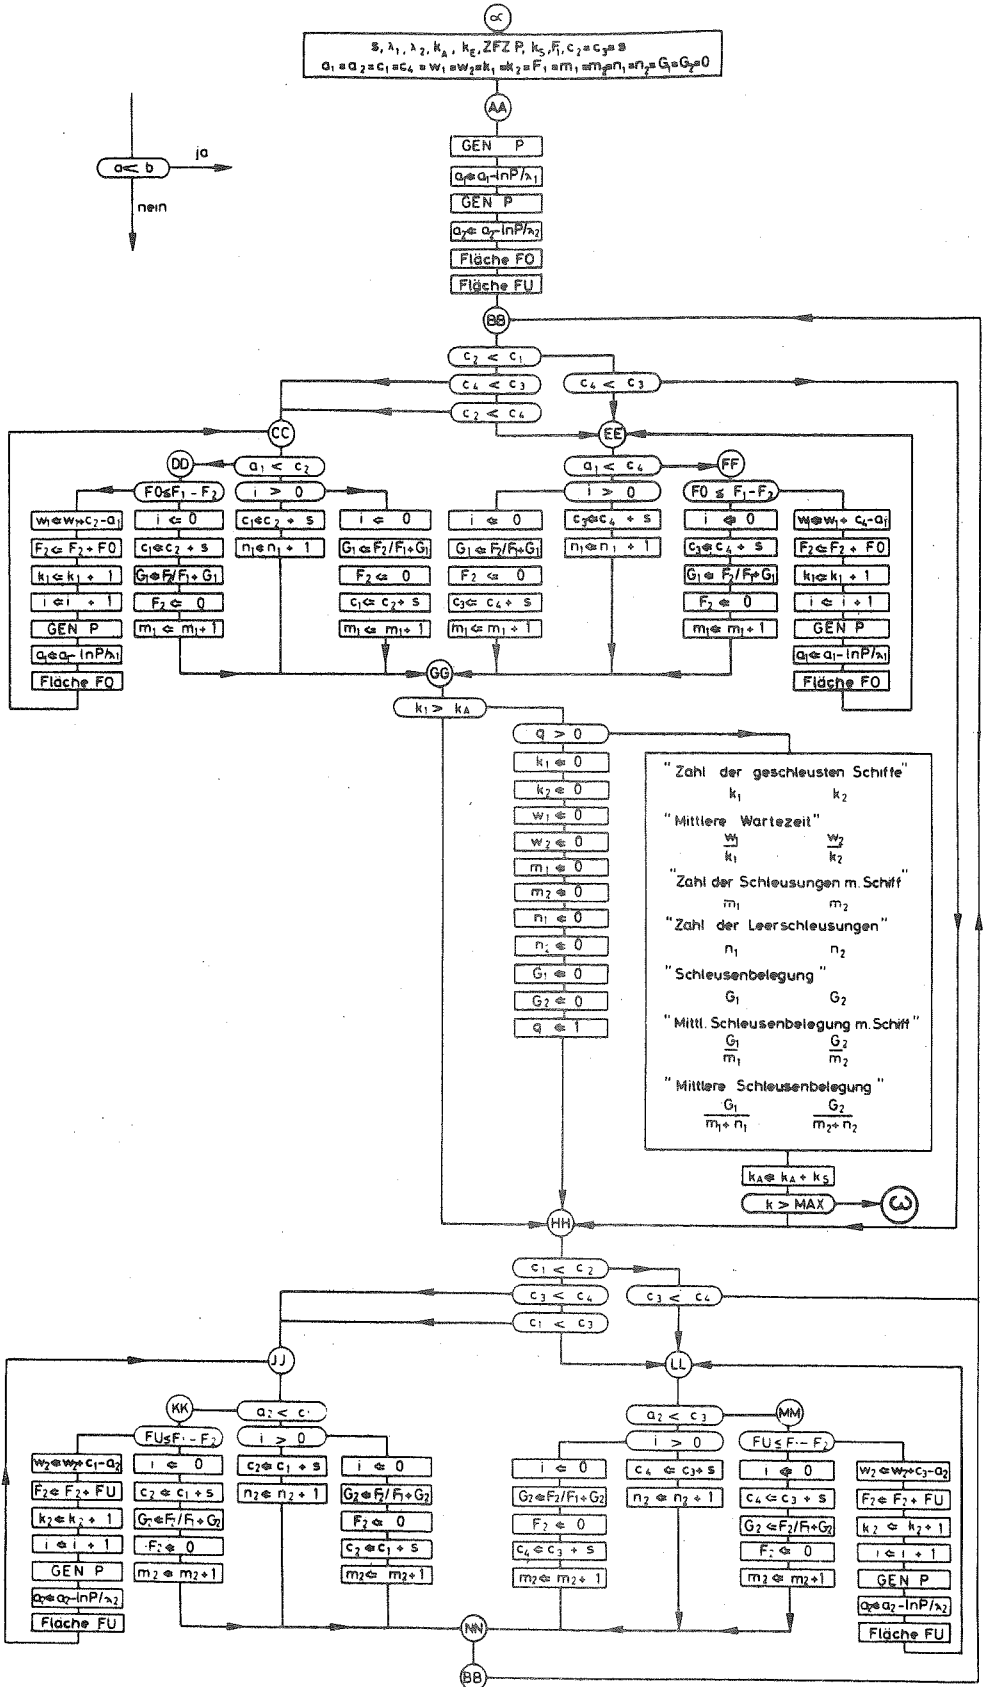 α
s, λ₁, λ₂, k_A, k_E, ZFZ P, k_S, F₁, c₂ = c₃ = s
a₁ = a₂ = c₁ = c₄ = w₁ = w₂ = k₁ = k₂ = F₁ = m₁ = m₂ = n₁ = n₂ = G₁ = G₂ = 0
AA
a < b
ja
nein
GEN P
a₁ ⇐ a₁ - lnP/λ₁
GEN P
a₂ ⇐ a₂ - lnP/λ₂
Fläche FO
Fläche FU
BB
c₂ < c₁
c₄ < c₃
c₄ < c₃
c₂ < c₄
CC
DD
a₁ < c₂
FO ≤ F₁ - F₂
i > 0
w₁ ⇐ w₁ + c₂ - a₁
F₂ ⇐ F₂ + FO
k₁ ⇐ k₁ + 1
i ⇐ i + 1
GEN P
a₁ ⇐ a₁ - lnP/λ₁
Fläche FO
i ⇐ 0
c₁ ⇐ c₂ + s
G₁ ⇐ F₂/F₁ + G₁
F₂ ⇐ 0
m₁ ⇐ m₁ + 1
c₁ ⇐ c₂ + s
n₁ ⇐ n₁ + 1
i ⇐ 0
G₁ ⇐ F₂/F₁ + G₁
F₂ ⇐ 0
c₁ ⇐ c₂ + s
m₁ ⇐ m₁ + 1
EE
a₁ < c₄
FF
i > 0
FO ≤ F₁ - F₂
i ⇐ 0
G₁ ⇐ F₂/F₁ + G₁
F₂ ⇐ 0
c₃ ⇐ c₄ + s
m₁ ⇐ m₁ + 1
c₃ ⇐ c₄ + s
n₁ ⇐ n₁ + 1
i ⇐ 0
c₃ ⇐ c₄ + s
G₁ ⇐ F₂/F₁ + G₁
F₂ ⇐ 0
m₁ ⇐ m₁ + 1
w₁ ⇐ w₁ + c₄ - a₁
F₂ ⇐ F₂ + FO
k₁ ⇐ k₁ + 1
i ⇐ i + 1
GEN P
a₁ ⇐ a₁ - lnP/λ₁
Fläche FO
GG
k₁ > k_A
q > 0
k₁ ⇐ 0
k₂ ⇐ 0
w₁ ⇐ 0
w₂ ⇐ 0
m₁ ⇐ 0
m₂ ⇐ 0
n₁ ⇐ 0
n₂ ⇐ 0
G₁ ⇐ 0
G₂ ⇐ 0
q ⇐ 1
"Zahl der geschleusten Schiffe"
k₁ k₂
"Mittlere Wartezeit"
w₁/k₁ w₂/k₂
"Zahl der Schleusungen m. Schiff"
m₁ m₂
"Zahl der Leerschleusungen"
n₁ n₂
"Schleusenbelegung"
G₁ G₂
"Mittl. Schleusenbelegung m. Schiff"
G₁/m₁ G₂/m₂
"Mittlere Schleusenbelegung"
G₁/(m₁ + n₁) G₂/(m₂ + n₂)
k_A ⇐ k_A + k_S
k > MAX
ω
HH
c₁ < c₂
c₃ < c₄
c₃ < c₄
c₁ < c₃
JJ
KK
a₂ < c
FU ≤ F - F₂
i > 0
w₂ ⇐ w₂ + c₁ - a₂
F₂ ⇐ F₂ + FU
k₂ ⇐ k₂ + 1
i ⇐ i + 1
GEN P
a₂ ⇐ a₂ - lnP/λ₂
Fläche FU
i ⇐ 0
c₂ ⇐ c₁ + s
G₂ ⇐ F₂/F₁ + G₂
F₂ ⇐ 0
m₂ ⇐ m₂ + 1
c₂ ⇐ c₁ + s
n₂ ⇐ n₂ + 1
i ⇐ 0
G₂ ⇐ F₂/F₁ + G₂
F₂ ⇐ 0
c₂ ⇐ c₁ + s
m₂ ⇐ m₂ + 1
LL
a₂ < c₃
MM
i > 0
FU ≤ F - F₂
i ⇐ 0
G₂ ⇐ F₂/F₁ + G₂
F₂ ⇐ 0
c₄ ⇐ c₃ + s
m₂ ⇐ m₂ + 1
c₄ ⇐ c₃ + s
n₂ ⇐ n₂ + 1
i ⇐ 0
c₄ ⇐ c₃ + s
G₂ ⇐ F₂/F₁ + G₂
F₂ ⇐ 0
m₂ ⇐ m₂ + 1
w₂ ⇐ w₂ + c₃ - a₂
F₂ ⇐ F₂ + FU
k₂ ⇐ k₂ + 1
i ⇐ i + 1
GEN P
a₂ ⇐ a₂ - lnP/λ₂
Fläche FU
NN
BB